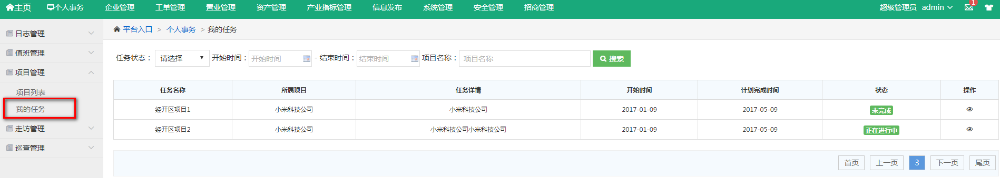 主页 个人事务 企业管理 工单管理 置业管理 资产管理 产业指标管理 信息发布 系统管理 安全管理 招商管理 超级管理员 admin 1
日志管理
值班管理
项目管理
项目列表
我的任务
走访管理
巡查管理
平台入口 > 个人事务 > 我的任务
任务状态： 请选择 开始时间： 开始时间 - 结束时间： 结束时间 项目名称： 项目名称 搜索
任务名称 所属项目 任务详情 开始时间 计划完成时间 状态 操作
经开区项目1 小米科技公司 小米科技公司 2017-01-09 2017-05-09 未完成
经开区项目2 小米科技公司 小米科技公司小米科技公司 2017-01-09 2017-05-09 正在进行中
首页 上一页 3 下一页 尾页